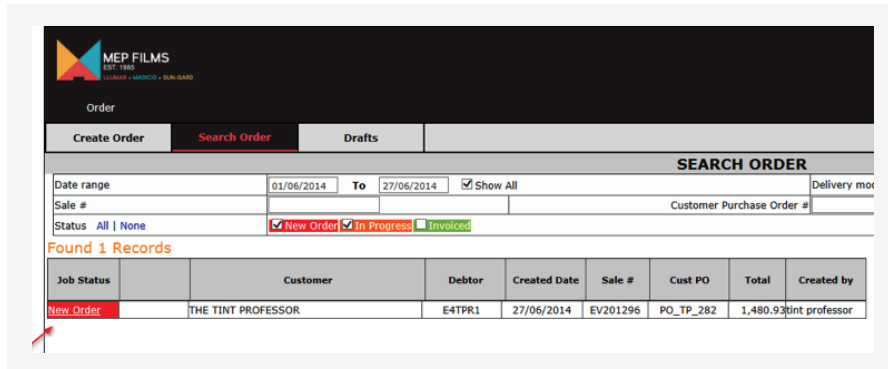 MEP FILMS
EST. 1985
LLUMAR • MADICO • SUN-GARD
Order
Create Order Search Order Drafts
SEARCH ORDER
Date range 01/06/2014 To 27/06/2014 Show All Delivery mod
Sale # Customer Purchase Order #
Status All | None New Order In Progress Invoiced
Found 1 Records
Job Status Customer Debtor Created Date Sale # Cust PO Total Created by
New Order THE TINT PROFESSOR E4TPR1 27/06/2014 EV201296 PO_TP_282 1,480.93 tint professor